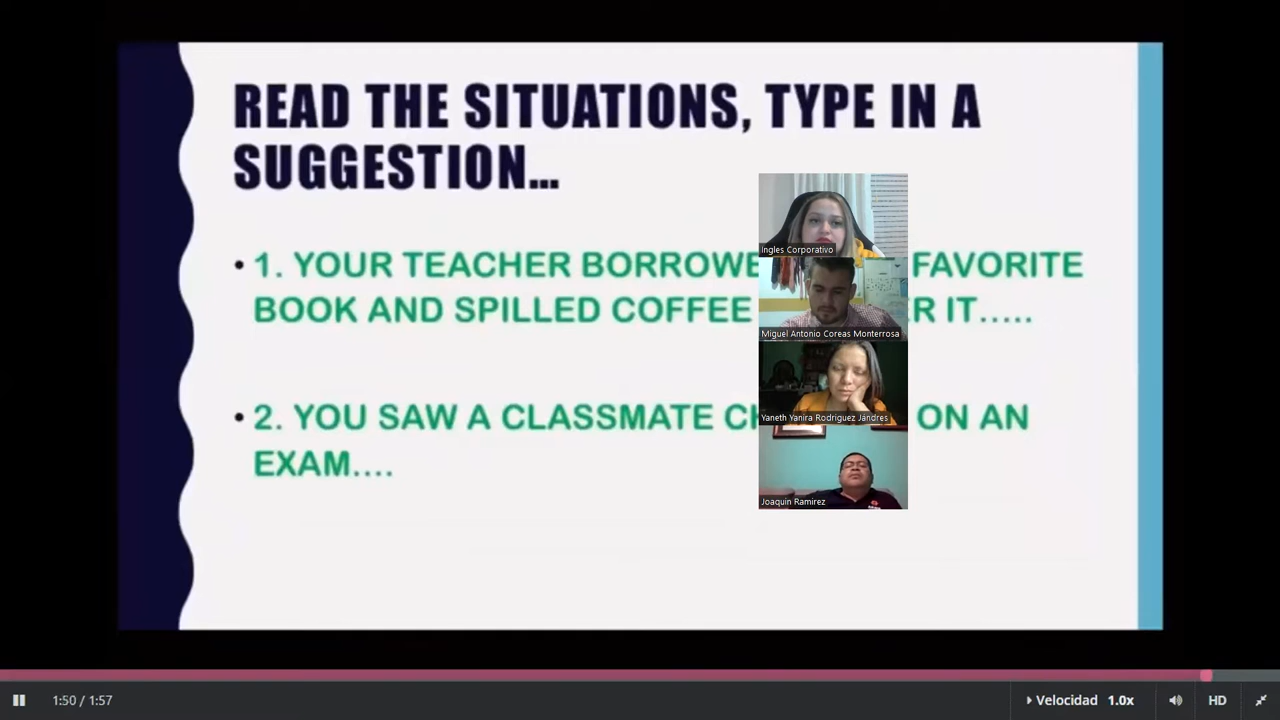 READ THE SITUATIONS, TYPE IN A
SUGGESTION...
• 1. YOUR TEACHER BORROWE FAVORITE
BOOK AND SPILLED COFFEE R IT.....
• 2. YOU SAW A CLASSMATE ON AN
EXAM....
Ingles Corporativo
Miguel Antonio Coreas Monterrosa
Yaneth Yanira Rodriguez Jandres
Joaquin Ramirez
1:50 / 1:57
Velocidad 1.0x
HD